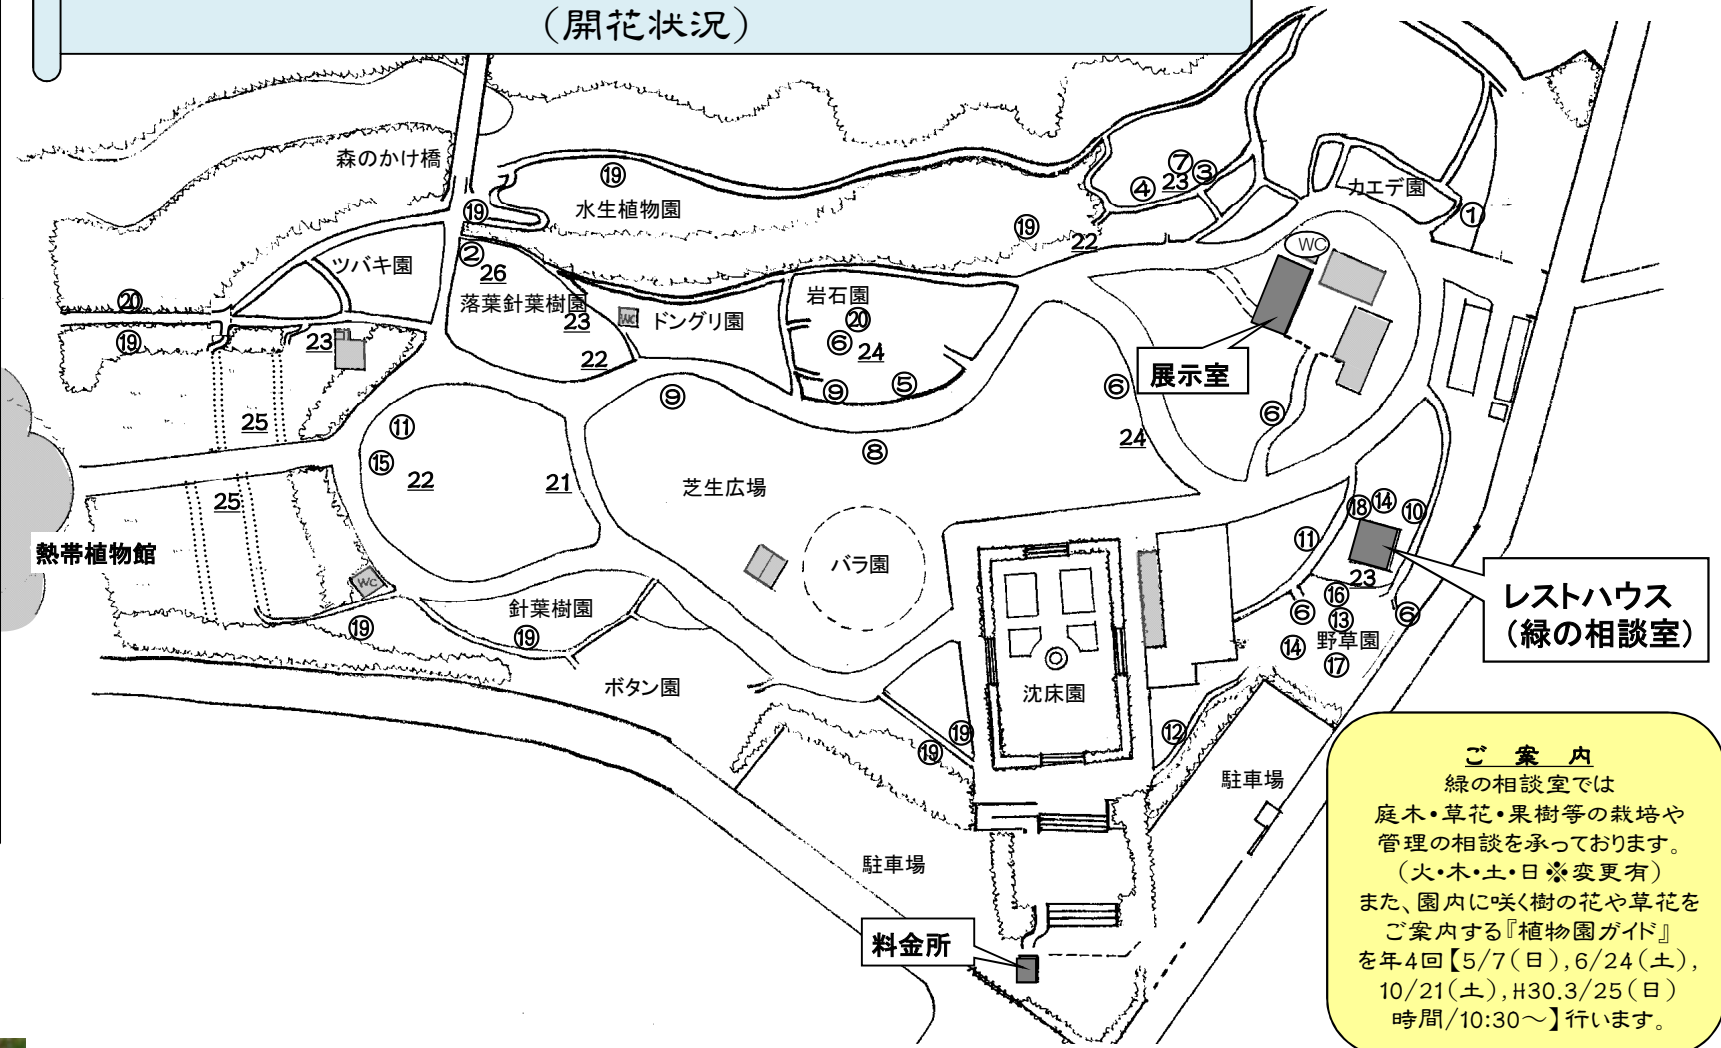 （開花状況）
森のかけ橋
⑲
水生植物園
⑲
⑲
⑦
④
23
③
カエデ園
①
22
WC
ツバキ園
②
26
落葉針葉樹園
23
22
WC
ドングリ園
岩石園
⑳
⑥
24
⑨
⑤
⑳
⑲
23
25
25
展示室
⑥
⑥
24
⑨
⑧
⑪
⑮
22
21
芝生広場
バラ園
熱帯植物館
WC
⑲
針葉樹園
⑲
ボタン園
⑱
⑭
⑩
⑪
23
⑯
⑥
⑬
⑥
野草園
⑭
⑰
レストハウス
（緑の相談室）
沈床園
⑫
⑲
⑲
駐車場
駐車場
料金所
ご 案 内
緑の相談室では
庭木・草花・果樹等の栽培や
管理の相談を承っております。
（火・木・土・日※変更有）
また、園内に咲く樹の花や草花を
ご案内する『植物園ガイド』
を年4回【5/7（日）,6/24（土）,
10/21（土）,H30.3/25（日）
時間/10:30～】行います。